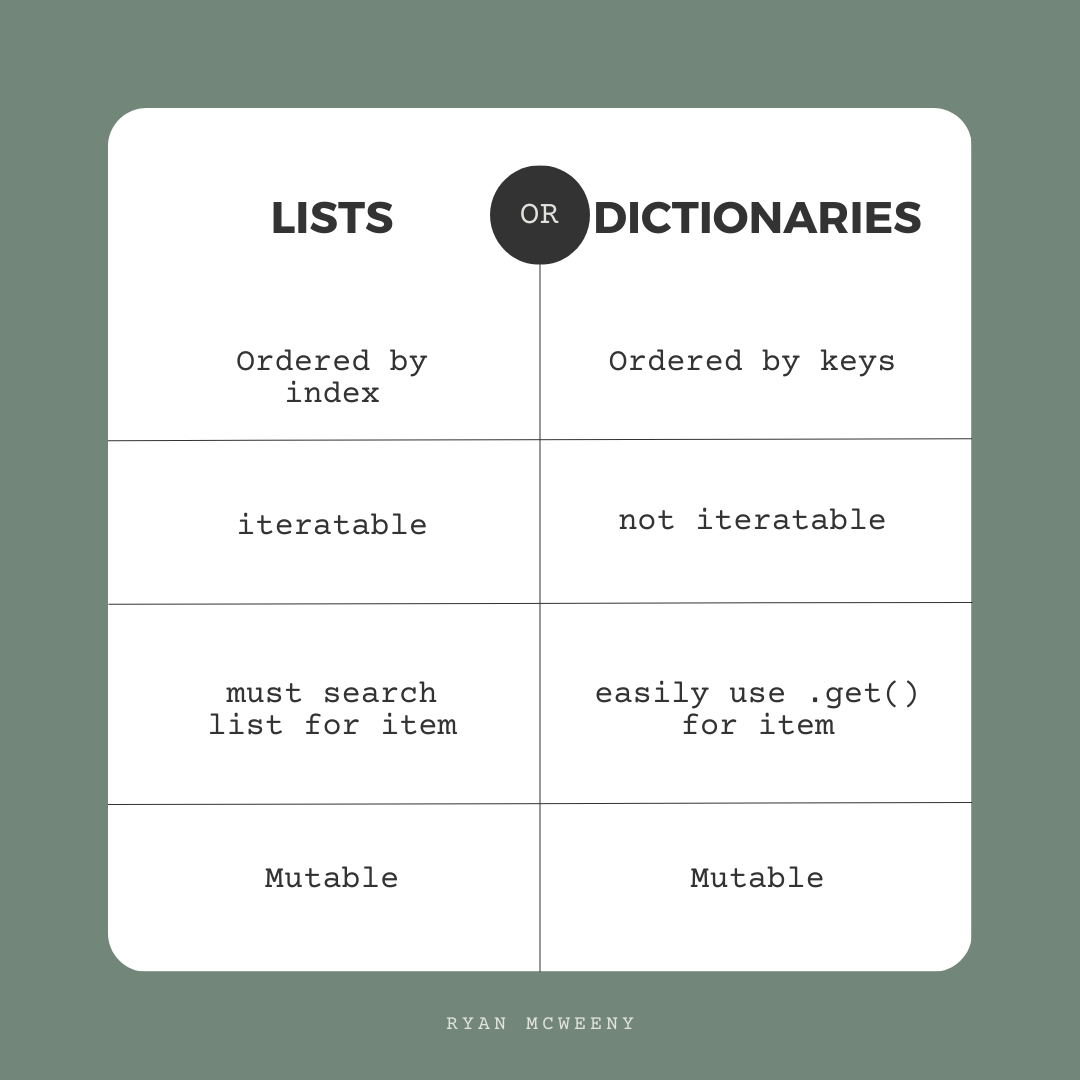 LISTS OR DICTIONARIES
Ordered by
index
Ordered by keys
iteratable
not iteratable
must search
list for item
easily use .get()
for item
Mutable
Mutable
RYAN MCWEENY